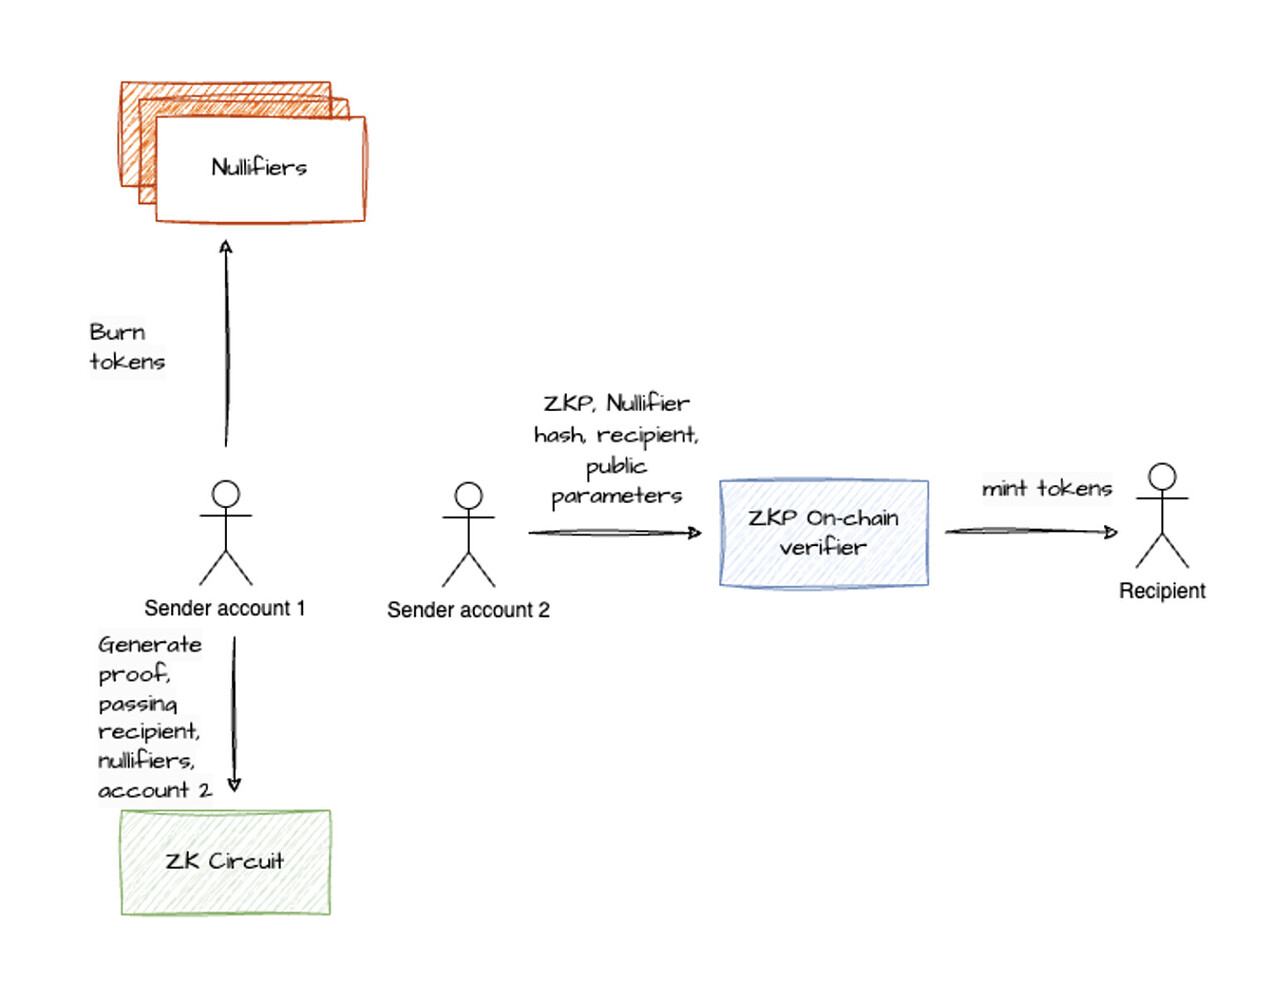 Nullifiers
Burn
tokens
ZKP, Nullifier
hash, recipient,
public
parameters
ZKP On-chain
verifier
mint tokens
Sender account 1
Sender account 2
Recipient
Generate
proof,
passing
recipient,
nullifiers,
account 2
ZK Circuit